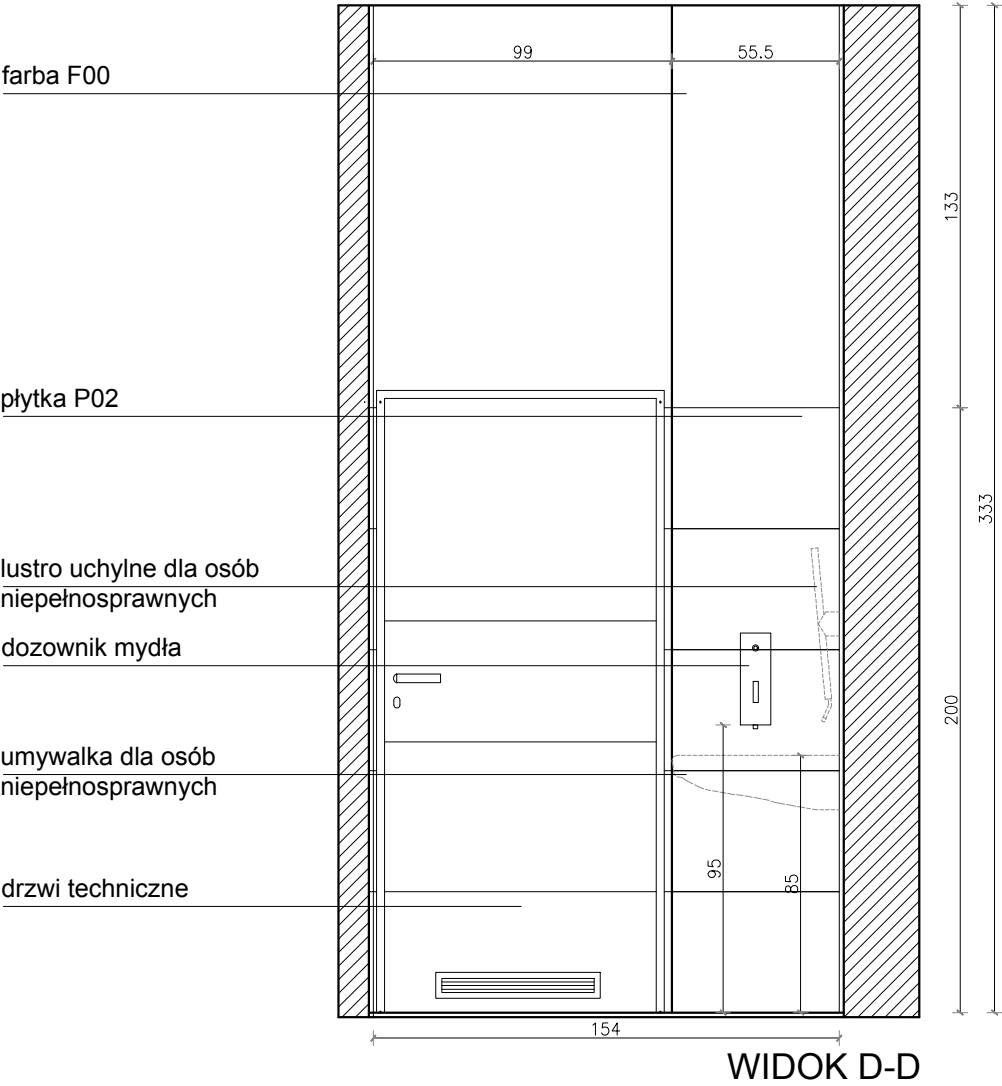 99
55.5
farba F00
133
płytka P02
333
lustro uchylne dla osób
niepełnosprawnych
dozownik mydła
200
umywalka dla osób
niepełnosprawnych
95
85
drzwi techniczne
154
WIDOK D-D